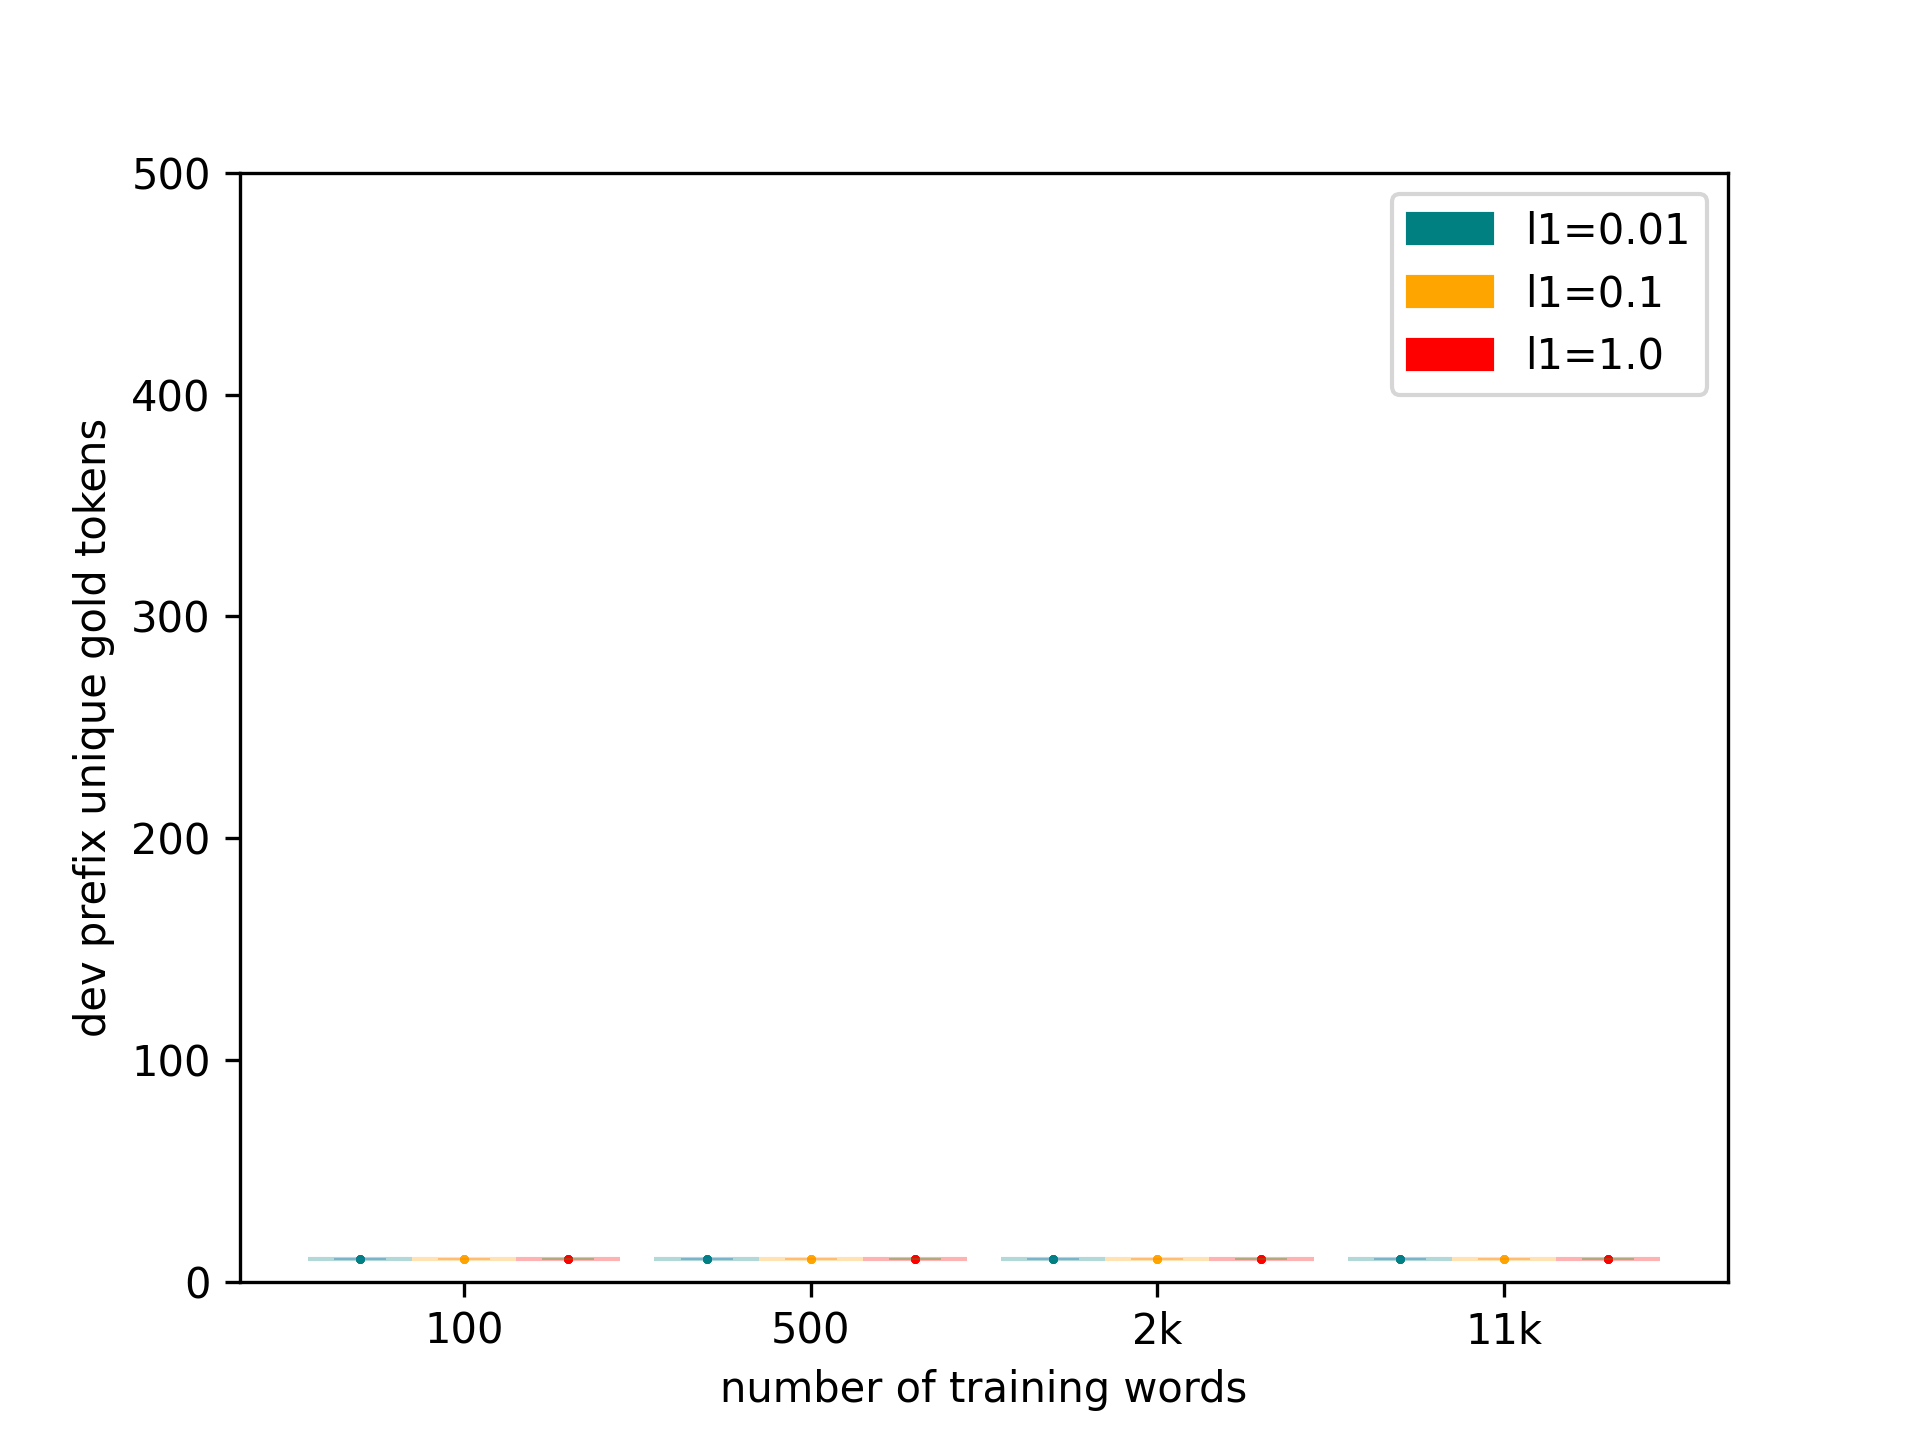 500
400
300
200
100
0
dev prefix unique gold tokens
l1=0.01
l1=0.1
l1=1.0
100 500 2k 11k
number of training words